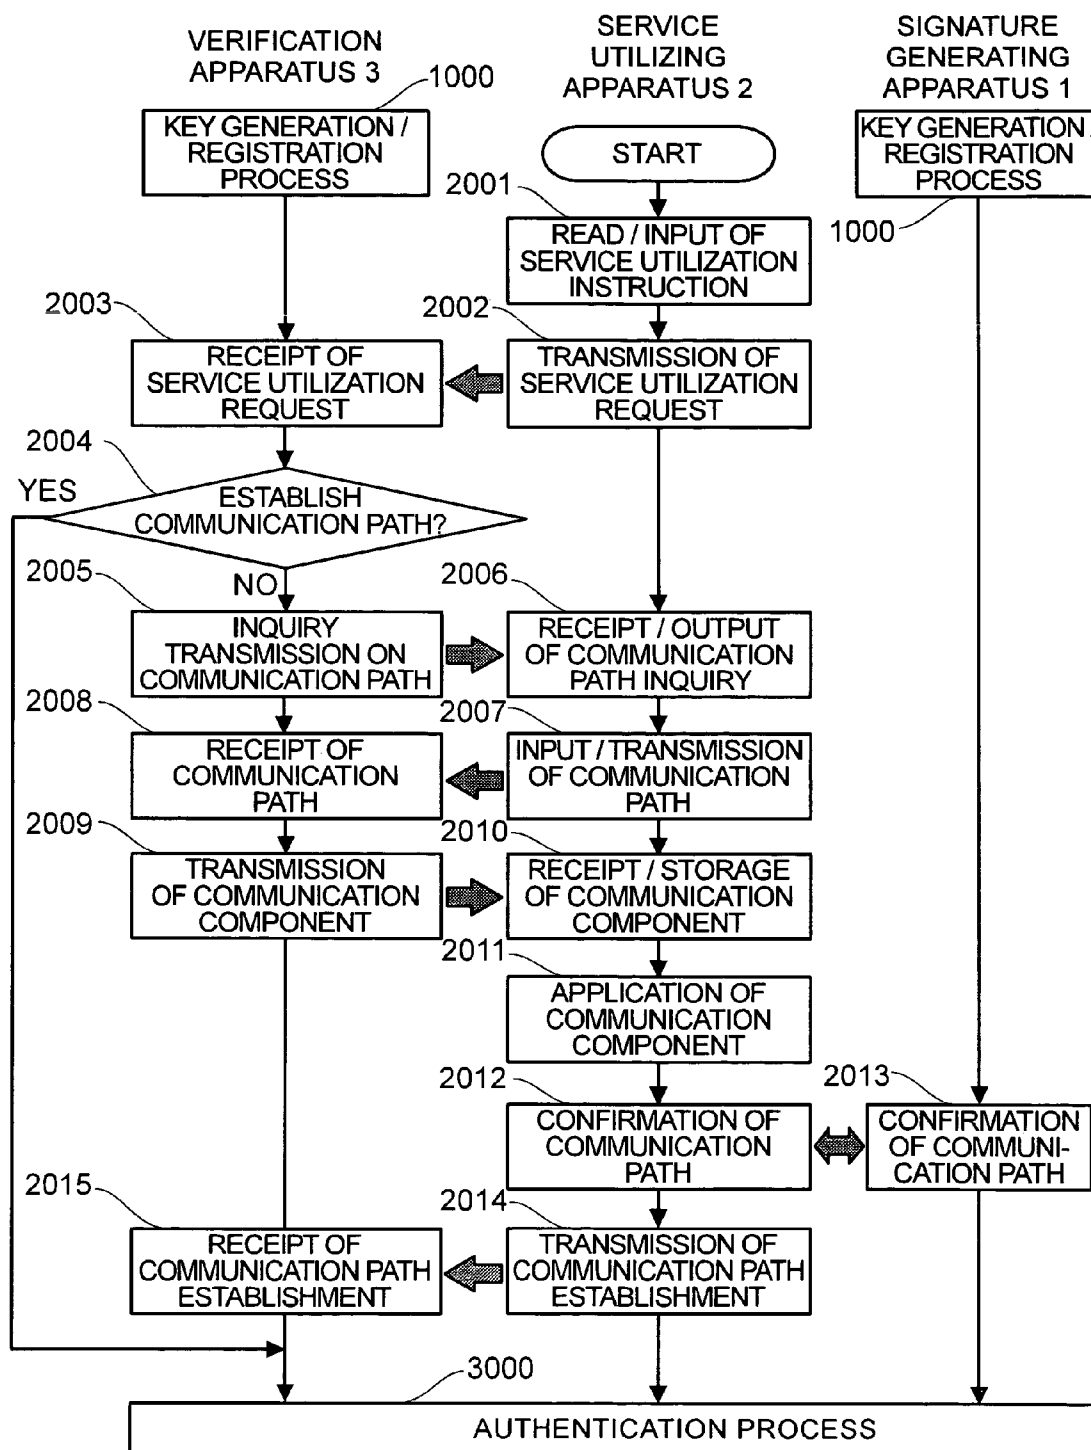 VERIFICATION
APPARATUS 3
SERVICE
UTILIZING
APPARATUS 2
SIGNATURE
GENERATING
APPARATUS 1
1000
KEY GENERATION /
REGISTRATION
PROCESS
START
KEY GENERATION /
REGISTRATION
PROCESS
1000
2001
READ / INPUT OF
SERVICE UTILIZATION
INSTRUCTION
2003
RECEIPT OF
SERVICE UTILIZATION
REQUEST
2002
TRANSMISSION OF
SERVICE UTILIZATION
REQUEST
2004
YES
ESTABLISH
COMMUNICATION PATH?
NO
2005
INQUIRY
TRANSMISSION ON
COMMUNICATION PATH
2006
RECEIPT / OUTPUT
OF COMMUNICATION
PATH INQUIRY
2008
RECEIPT OF
COMMUNICATION
PATH
2007
INPUT / TRANSMISSION
OF COMMUNICATION
PATH
2009
TRANSMISSION
OF COMMUNICATION
COMPONENT
2010
RECEIPT / STORAGE
OF COMMUNICATION
COMPONENT
2011
APPLICATION OF
COMMUNICATION
COMPONENT
2012
CONFIRMATION OF
COMMUNICATION
PATH
2013
CONFIRMATION
OF COMMUNI-
CATION PATH
2015
RECEIPT OF
COMMUNICATION PATH
ESTABLISHMENT
2014
TRANSMISSION OF
COMMUNICATION PATH
ESTABLISHMENT
3000
AUTHENTICATION PROCESS